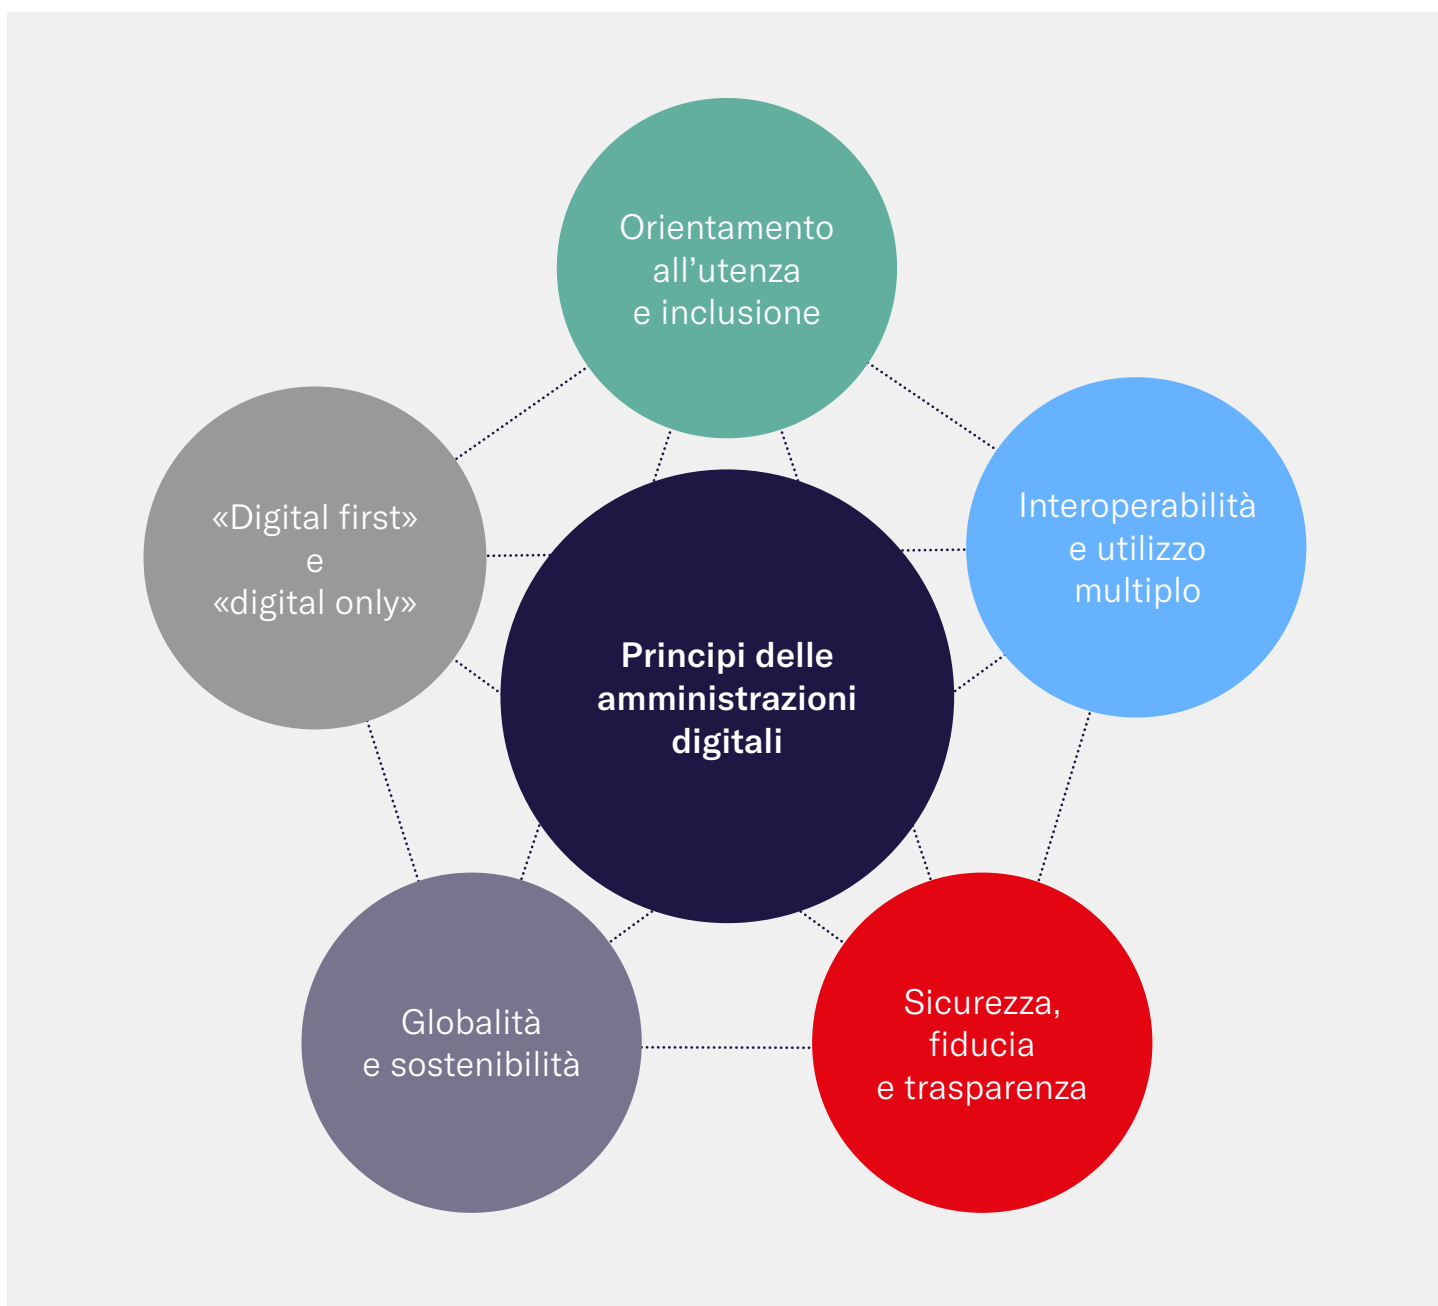 Orientamento
all’utenza
e inclusione
«Digital first»
e
«digital only»
Interoperabilità
e utilizzo
multiplo
Principi delle
amministrazioni
digitali
Globalità
e sostenibilità
Sicurezza,
fiducia
e trasparenza